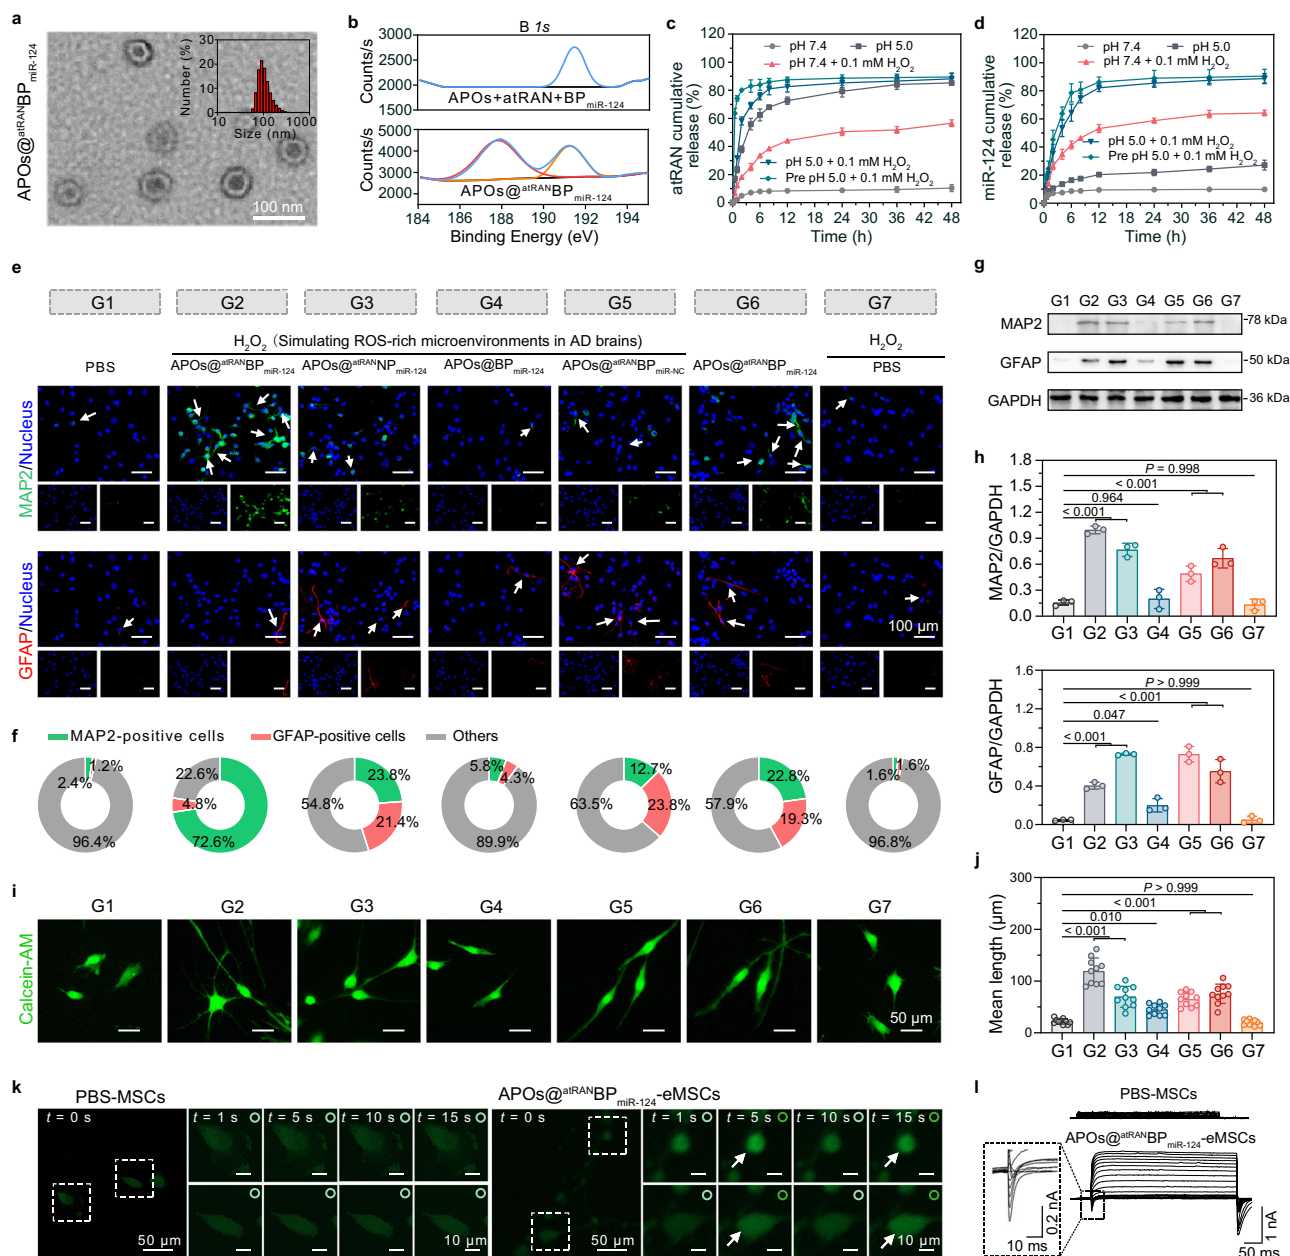 a
APOs@atRANBPmiR-124
Number (%)
30
20
10
0
10
100
1000
Size (nm)
100 nm
b
B 1s
Counts/s
3000
2500
2000
1500
APOs+atRAN+BPmiR-124
Counts/s
5000
4000
3000
2000
APOs@atRANBPmiR-124
184 186 188 190 192 194
Binding Energy (eV)
c
atRAN cumulative release (%)
120
100
80
60
40
20
0
pH 7.4
pH 5.0
pH 7.4 + 0.1 mM H2O2
pH 5.0 + 0.1 mM H2O2
Pre pH 5.0 + 0.1 mM H2O2
0 6 12 18 24 30 36 42 48
Time (h)
d
miR-124 cumulative release (%)
120
100
80
60
40
20
0
pH 7.4
pH 5.0
pH 7.4 + 0.1 mM H2O2
pH 5.0 + 0.1 mM H2O2
Pre pH 5.0 + 0.1 mM H2O2
0 6 12 18 24 30 36 42 48
Time (h)
e
G1 G2 G3 G4 G5 G6 G7
H2O2 (Simulating ROS-rich microenvironments in AD brains)
H2O2
PBS APOs@atRANBPmiR-124 APOs@atRANNPmiR-124 APOs@BPmiR-124 APOs@atRANBPmiR-NC APOs@atRANBPmiR-124 PBS
MAP2/Nucleus
GFAP/Nucleus
100 µm
f
MAP2-positive cells
GFAP-positive cells
Others
1.2%
2.4%
96.4%
22.6%
4.8%
72.6%
23.8%
54.8%
21.4%
5.8%
4.3%
89.9%
12.7%
63.5%
23.8%
22.8%
57.9%
19.3%
1.6%
1.6%
96.8%
g
G1 G2 G3 G4 G5 G6 G7
MAP2
-78 kDa
GFAP
-50 kDa
GAPDH
-36 kDa
h
MAP2/GAPDH
1.8
1.5
1.2
0.9
0.6
0.3
0.0
P = 0.998
< 0.001
0.964
< 0.001
G1 G2 G3 G4 G5 G6 G7
GFAP/GAPDH
1.6
1.2
0.8
0.4
0.0
P > 0.999
< 0.001
0.047
< 0.001
G1 G2 G3 G4 G5 G6 G7
i
G1 G2 G3 G4 G5 G6 G7
Calcein-AM
50 µm
j
Mean length (µm)
300
200
100
0
P > 0.999
< 0.001
0.010
< 0.001
G1 G2 G3 G4 G5 G6 G7
k
PBS-MSCs
APOs@atRANBPmiR-124-eMSCs
t = 0 s
t = 1 s
t = 5 s
t = 10 s
t = 15 s
t = 0 s
t = 1 s
t = 5 s
t = 10 s
t = 15 s
50 µm
10 µm
50 µm
10 µm
l
PBS-MSCs
APOs@atRANBPmiR-124-eMSCs
0.2 nA
10 ms
1 nA
50 ms